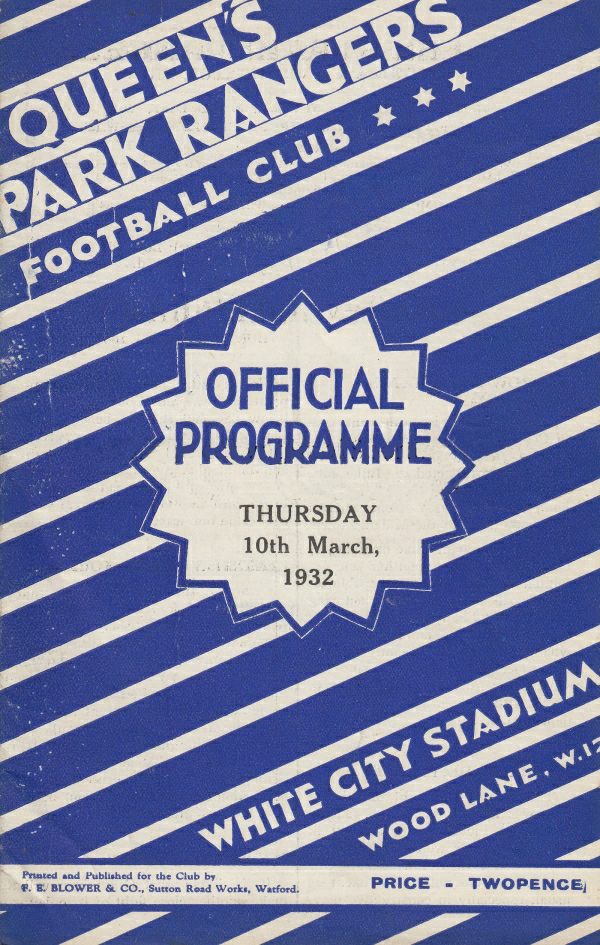 QUEEN'S
PARK RANGERS
FOOTBALL CLUB
OFFICIAL
PROGRAMME
THURSDAY
10th March,
1932
WHITE CITY STADIUM
WOOD LANE, W.12
Printed and Published for the Club by
F. E. BLOWER & CO., Sutton Road Works, Watford.
PRICE - TWOPENCE